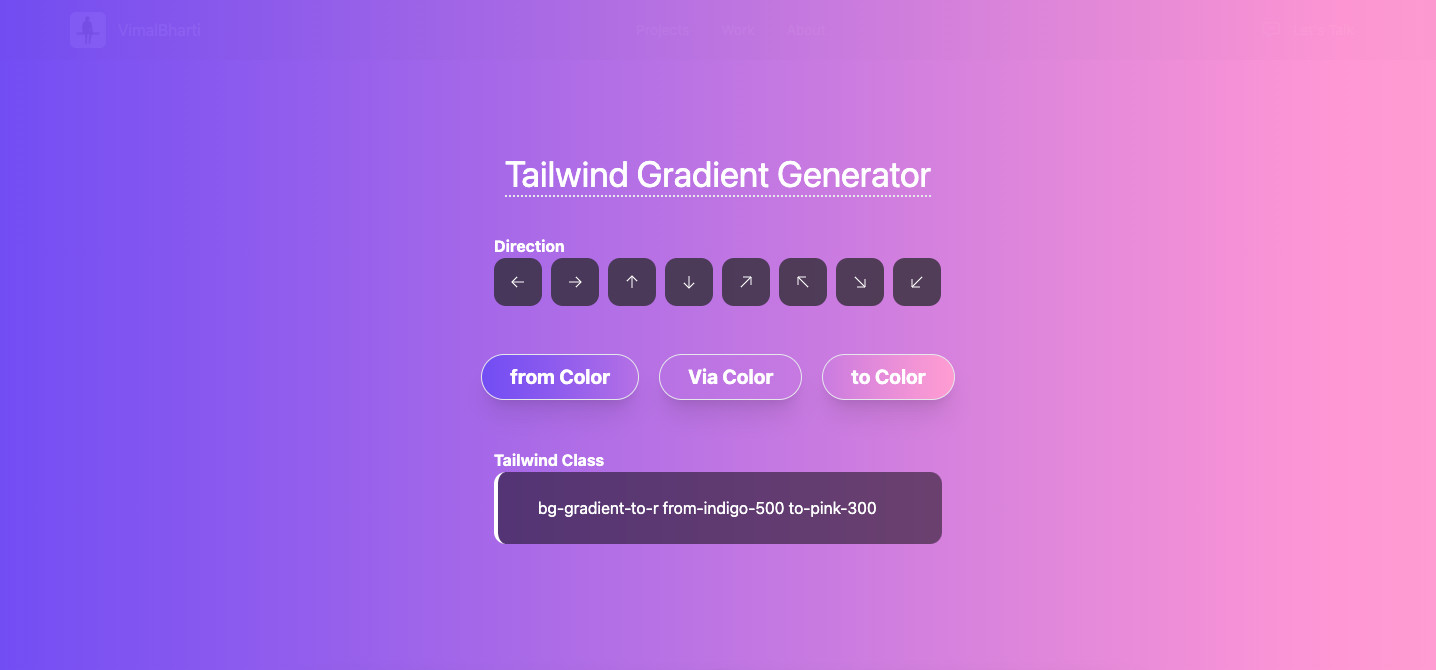 VimalBharti
Projects Work About
Let's Talk
Tailwind Gradient Generator
Direction
from Color Via Color to Color
Tailwind Class
bg-gradient-to-r from-indigo-500 to-pink-300